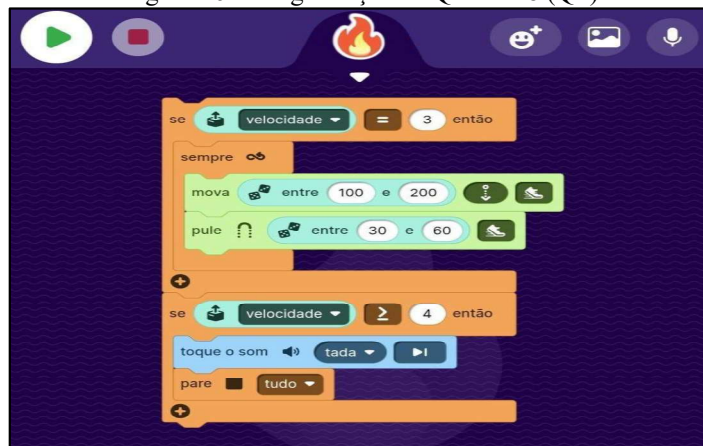 se velocidade = 3 então
sempre
mova entre 100 e 200
pule entre 30 e 60
se velocidade ≥ 4 então
toque o som tada
pare tudo